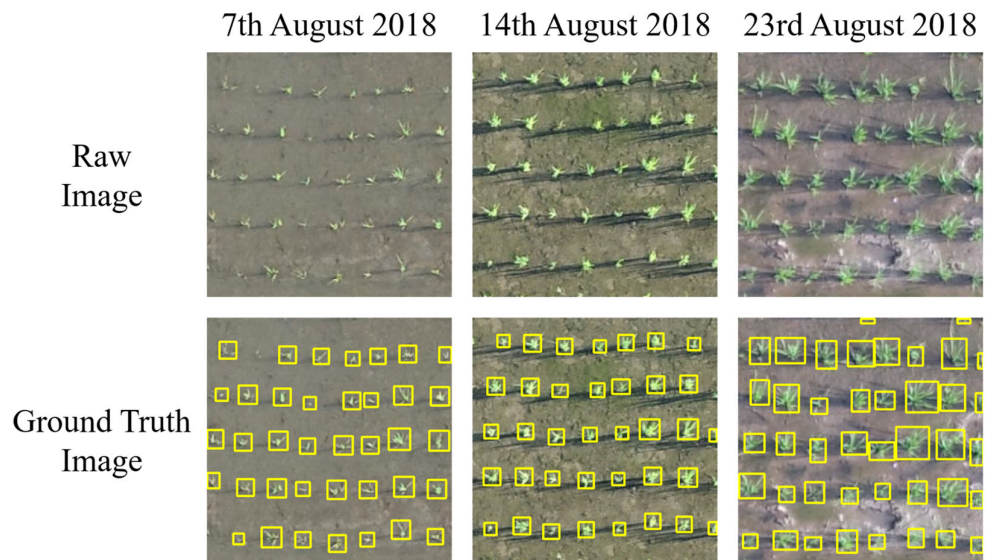 7th August 2018
14th August 2018
23rd August 2018
Raw
Image
Ground Truth
Image